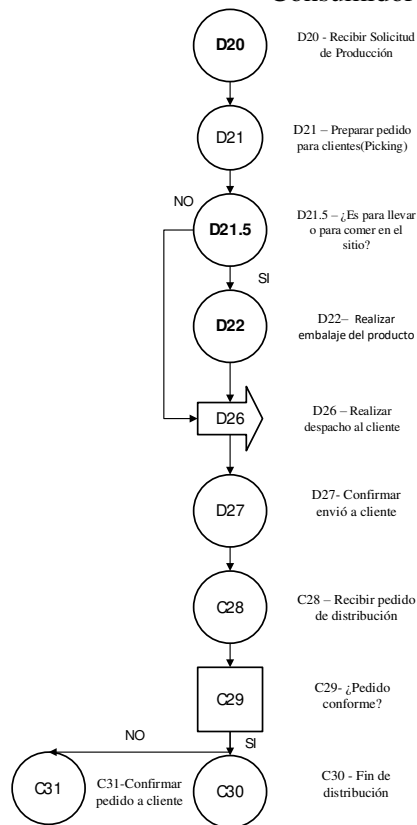 D20
D20 - Recibir Solicitud
de Producción
D21
D21 – Preparar pedido
para clientes(Picking)
NO
D21.5
D21.5 – ¿Es para llevar
o para comer en el
sitio?
SI
D22
D22– Realizar
embalaje del producto
D26
D26 – Realizar
despacho al cliente
D27
D27- Confirmar
envió a cliente
C28
C28 – Recibir pedido
de distribución
C29
C29- ¿Pedido
conforme?
NO
SI
C31
C31-Confirmar
pedido a cliente
C30
C30 - Fin de
distribución